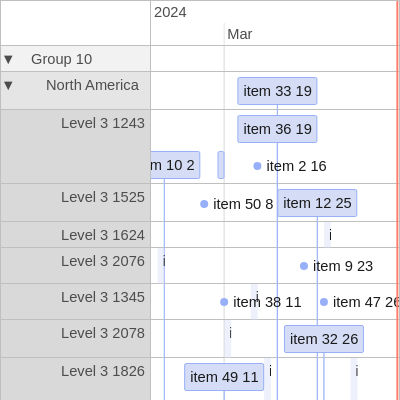 2024
Mar
▼ Group 10
▼ North America
item 33 19
Level 3 1243
item 36 19
m 10 2
item 2 16
Level 3 1525
item 50 8
item 12 25
Level 3 1624
i
Level 3 2076
i
item 9 23
Level 3 1345
i
item 38 11
item 47 26
Level 3 2078
i
item 32 26
Level 3 1826
item 49 11
i
i